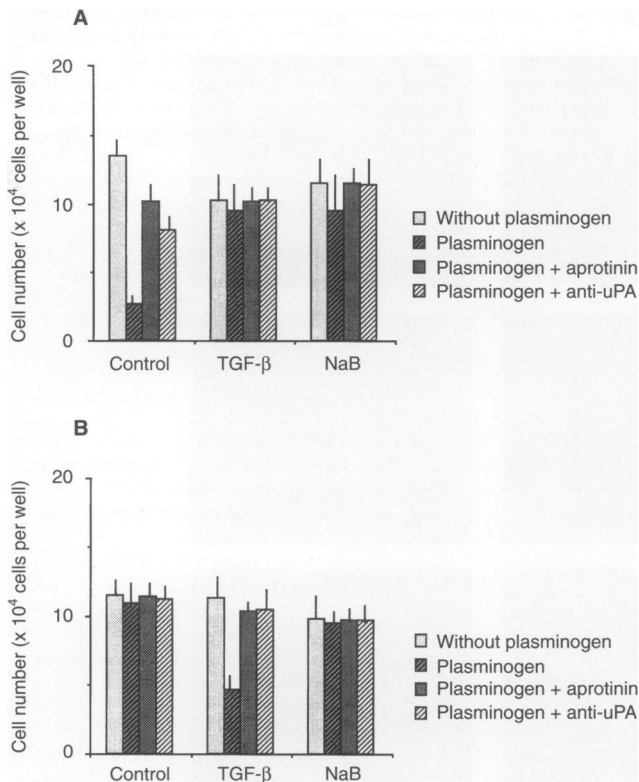 A
20
10
0
Cell number (x 10⁴ cells per well)
Control
TGF-β
NaB
Without plasminogen
Plasminogen
Plasminogen + aprotinin
Plasminogen + anti-uPA
B
20
10
0
Cell number (x 10⁴ cells per well)
Control
TGF-β
NaB
Without plasminogen
Plasminogen
Plasminogen + aprotinin
Plasminogen + anti-uPA